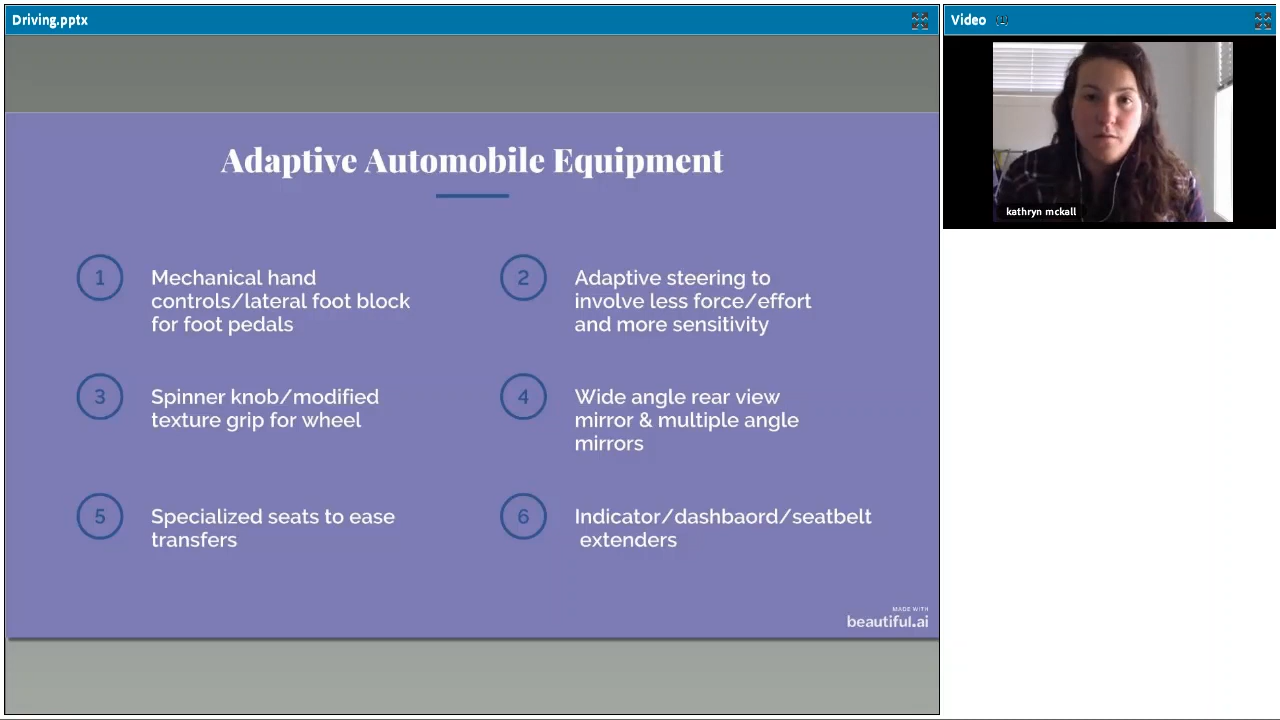 Driving.pptx
Video (1)
kathryn mckall
Adaptive Automobile Equipment
1
Mechanical hand
controls/lateral foot block
for foot pedals
2
Adaptive steering to
involve less force/effort
and more sensitivity
3
Spinner knob/modified
texture grip for wheel
4
Wide angle rear view
mirror & multiple angle
mirrors
5
Specialized seats to ease
transfers
6
Indicator/dashbaord/seatbelt
extenders
MADE WITH
beautiful.ai